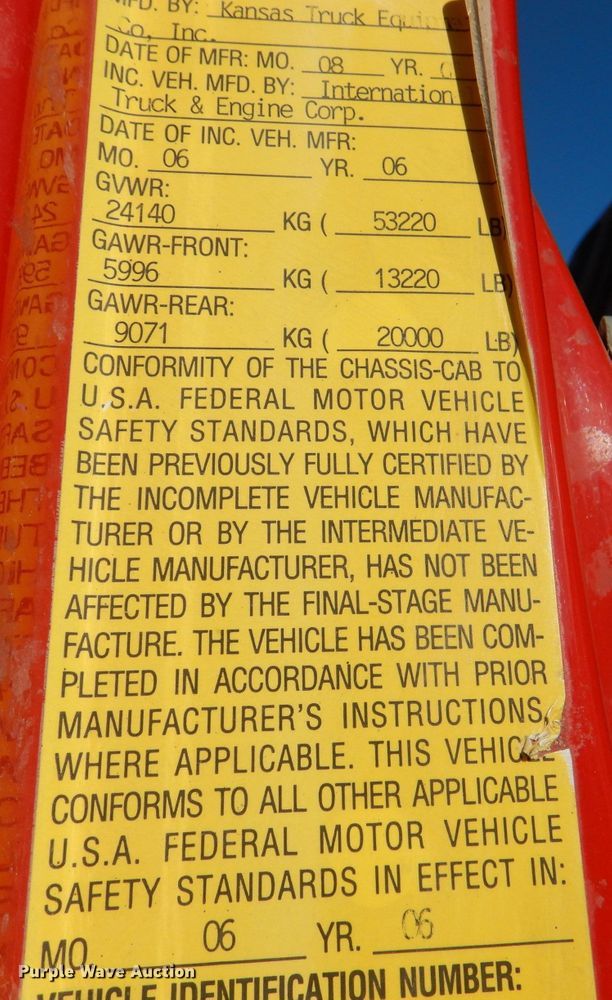 MFD. BY: Kansas Truck
Co, Inc.
DATE OF MFR: MO. 08 YR.
INC. VEH. MFD. BY: Internation
Truck & Engine Corp.
DATE OF INC. VEH. MFR:
MO. 06 YR. 06
GVWR:
24140 KG ( 53220 LB)
GAWR-FRONT:
5996 KG ( 13220 LB)
GAWR-REAR:
9071 KG ( 20000 LB)
CONFORMITY OF THE CHASSIS-CAB TO
U.S.A. FEDERAL MOTOR VEHICLE
SAFETY STANDARDS, WHICH HAVE
BEEN PREVIOUSLY FULLY CERTIFIED BY
THE INCOMPLETE VEHICLE MANUFAC-
TURER OR BY THE INTERMEDIATE VE-
HICLE MANUFACTURER, HAS NOT BEEN
AFFECTED BY THE FINAL-STAGE MANU-
FACTURE. THE VEHICLE HAS BEEN COM-
PLETED IN ACCORDANCE WITH PRIOR
MANUFACTURER'S INSTRUCTIONS,
WHERE APPLICABLE. THIS VEHICLE
CONFORMS TO ALL OTHER APPLICABLE
U.S.A. FEDERAL MOTOR VEHICLE
SAFETY STANDARDS IN EFFECT IN:
MO. 06 YR. 06
VEHICLE IDENTIFICATION NUMBER:
Purple Wave Auction